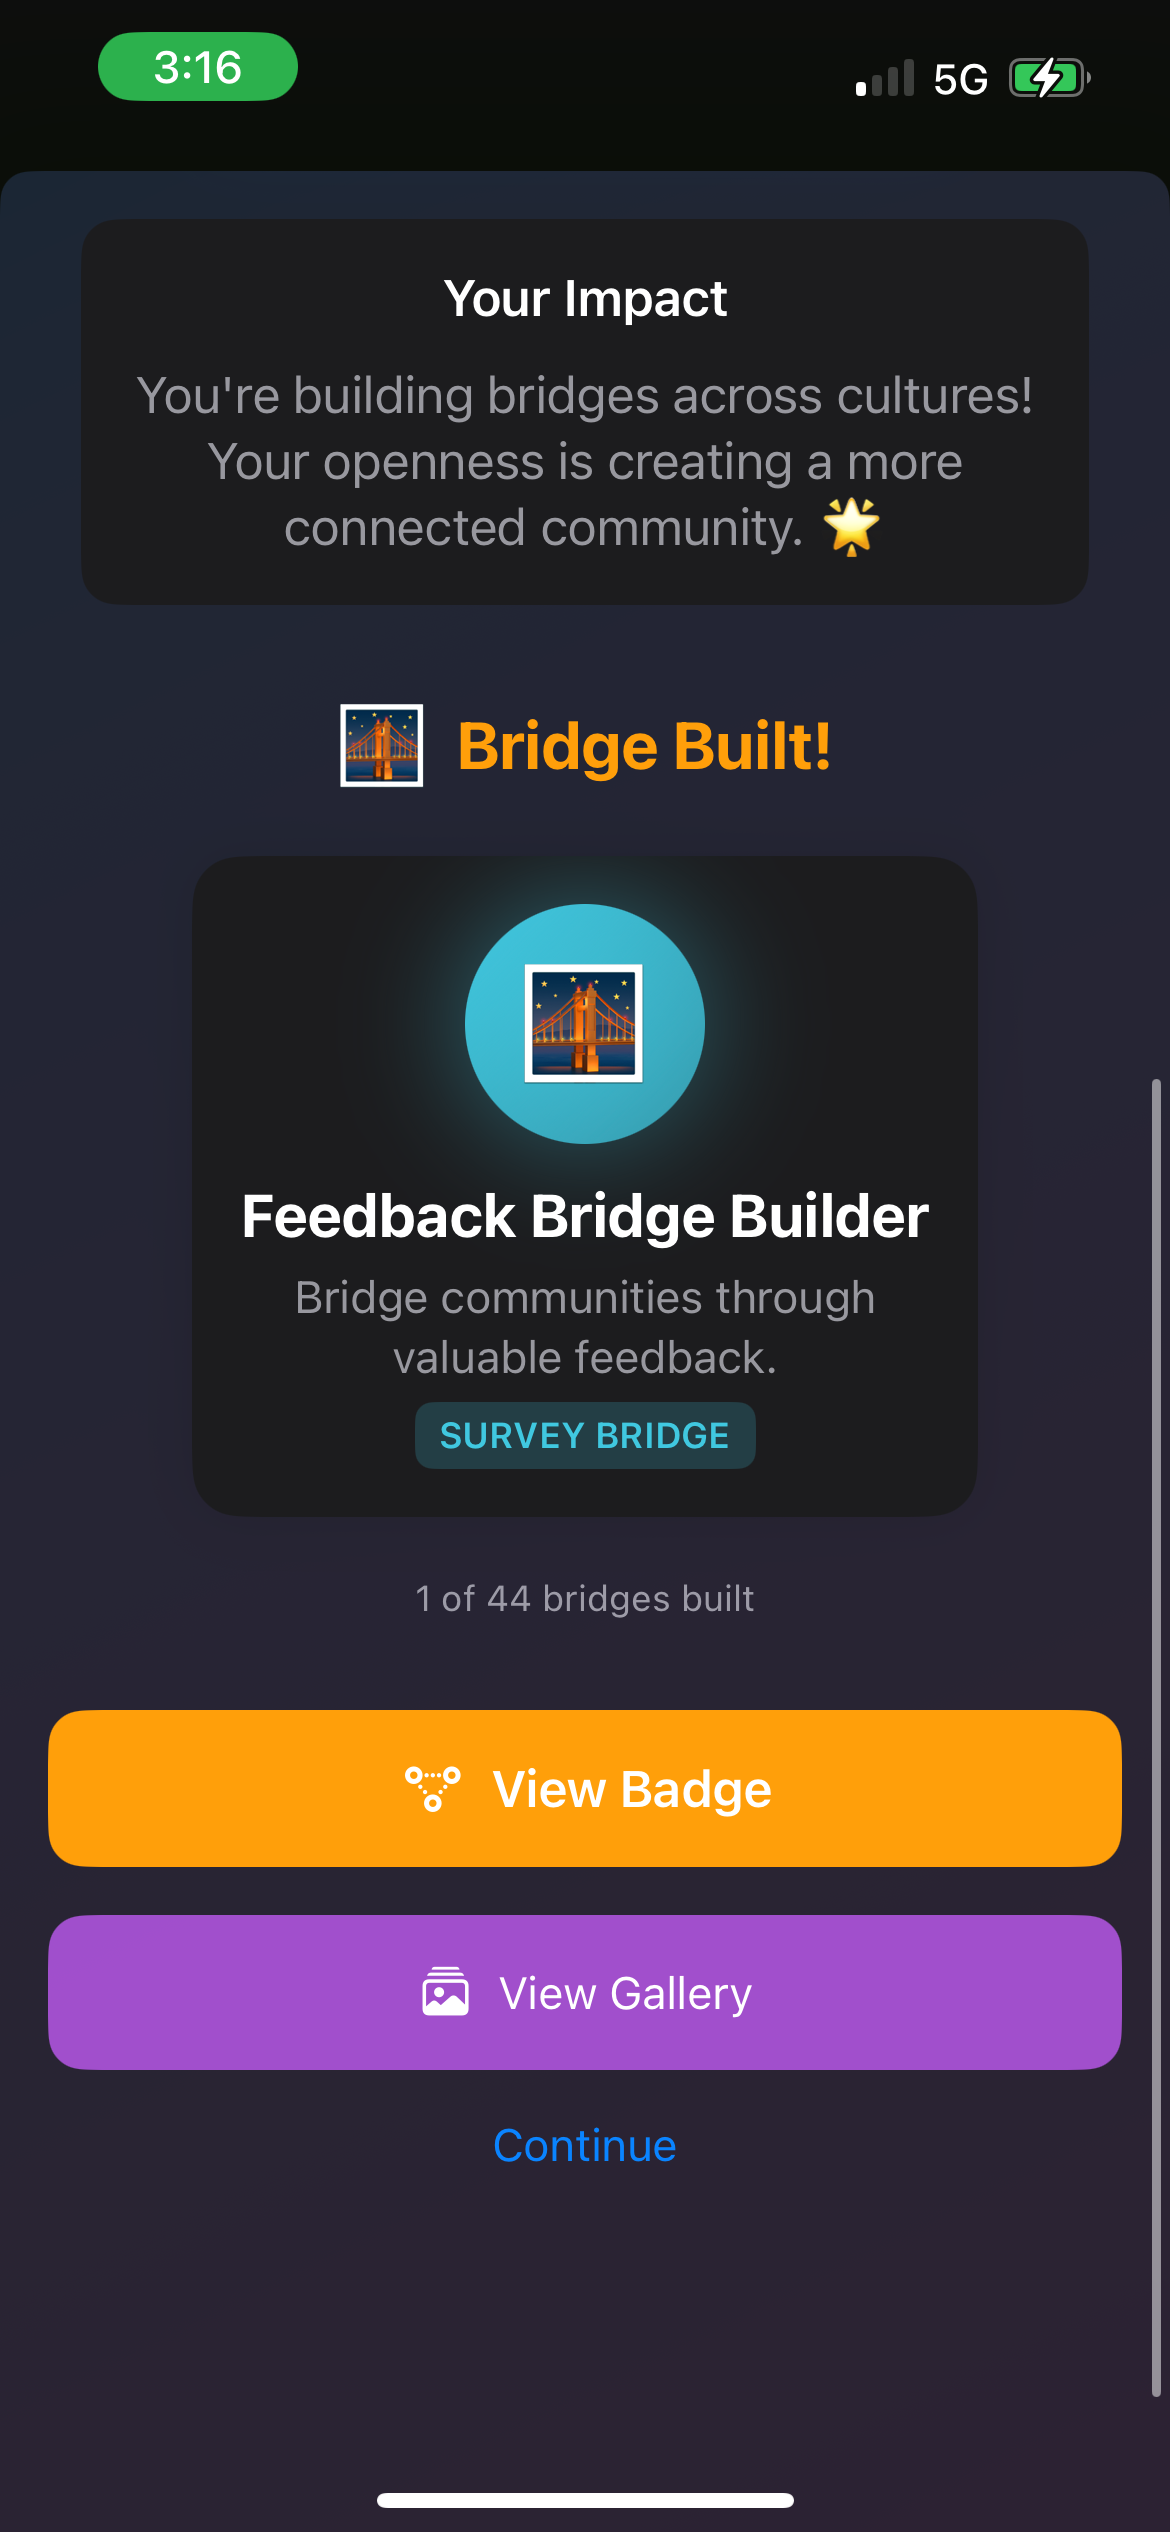 3:16
5G
Your Impact
You're building bridges across cultures!
Your openness is creating a more
connected community. 🌟
🌉 Bridge Built!
Feedback Bridge Builder
Bridge communities through
valuable feedback.
SURVEY BRIDGE
1 of 44 bridges built
View Badge
View Gallery
Continue